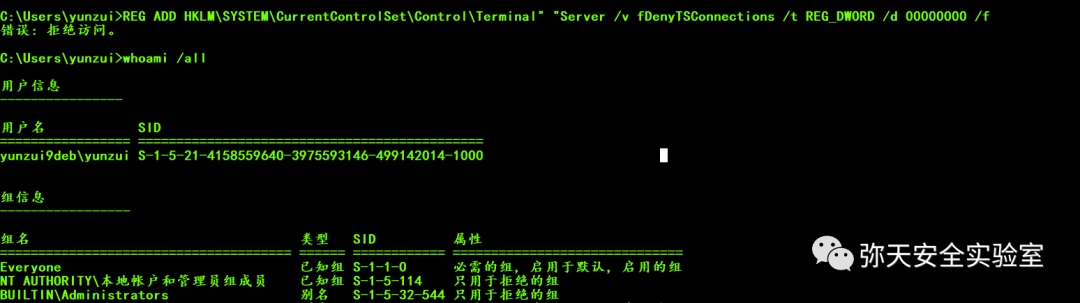 C:\Users\yunzui>REG ADD HKLM\SYSTEM\CurrentControlSet\Control\Terminal" "Server /v fDenyTSConnections /t REG_DWORD /d 00000000 /f
错误: 拒绝访问。
C:\Users\yunzui>whoami /all
用户信息
----------------
用户名 SID
================= =============================================
yunzui9deb\yunzui S-1-5-21-4158559640-3975593146-499142014-1000
组信息
-----------------
组名 类型 SID 属性
====================================== ====== ============ ==============================
Everyone 已知组 S-1-1-0 必需的组, 启用于默认, 启用的组
NT AUTHORITY\本地帐户和管理员组成员 已知组 S-1-5-114 只用于拒绝的组
BUILTIN\Administrators 别名 S-1-5-32-544 只用于拒绝的组
弥天安全实验室